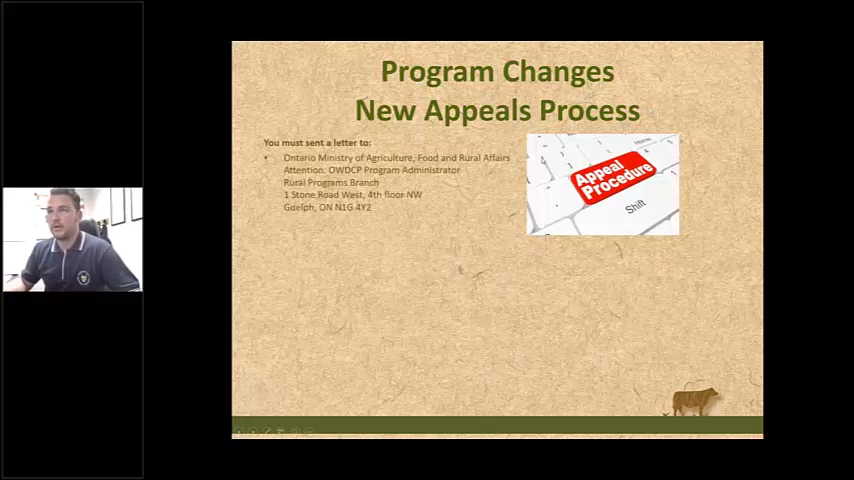 Program Changes
New Appeals Process
You must sent a letter to:
• Ontario Ministry of Agriculture, Food and Rural Affairs
Attention: OWDCP Program Administrator
Rural Programs Branch
1 Stone Road West, 4th floor NW
Guelph, ON N1G 4Y2
Home
Appeal
Procedure
Shift